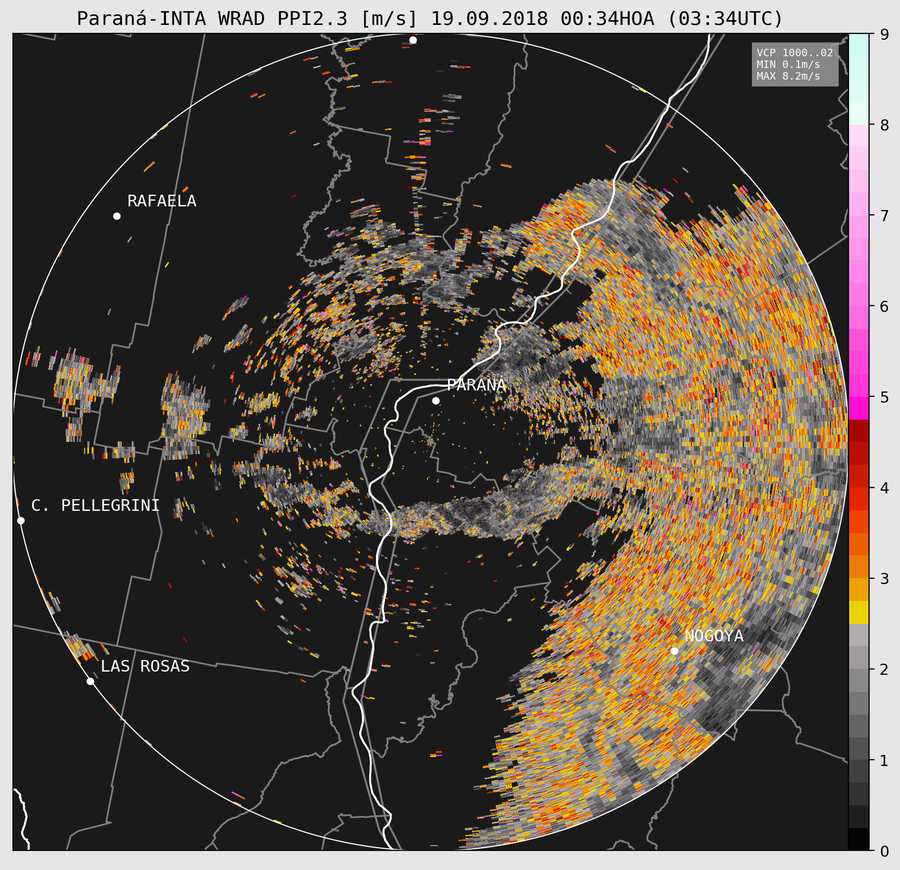 Paraná-INTA WRAD PPI2.3 [m/s] 19.09.2018 00:34HOA (03:34UTC)
VCP 1000..02
MIN 0.1m/s
MAX 8.2m/s
9
8
7
6
5
4
3
2
1
0
RAFAELA
PARANA
C. PELLEGRINI
NOGOYA
LAS ROSAS